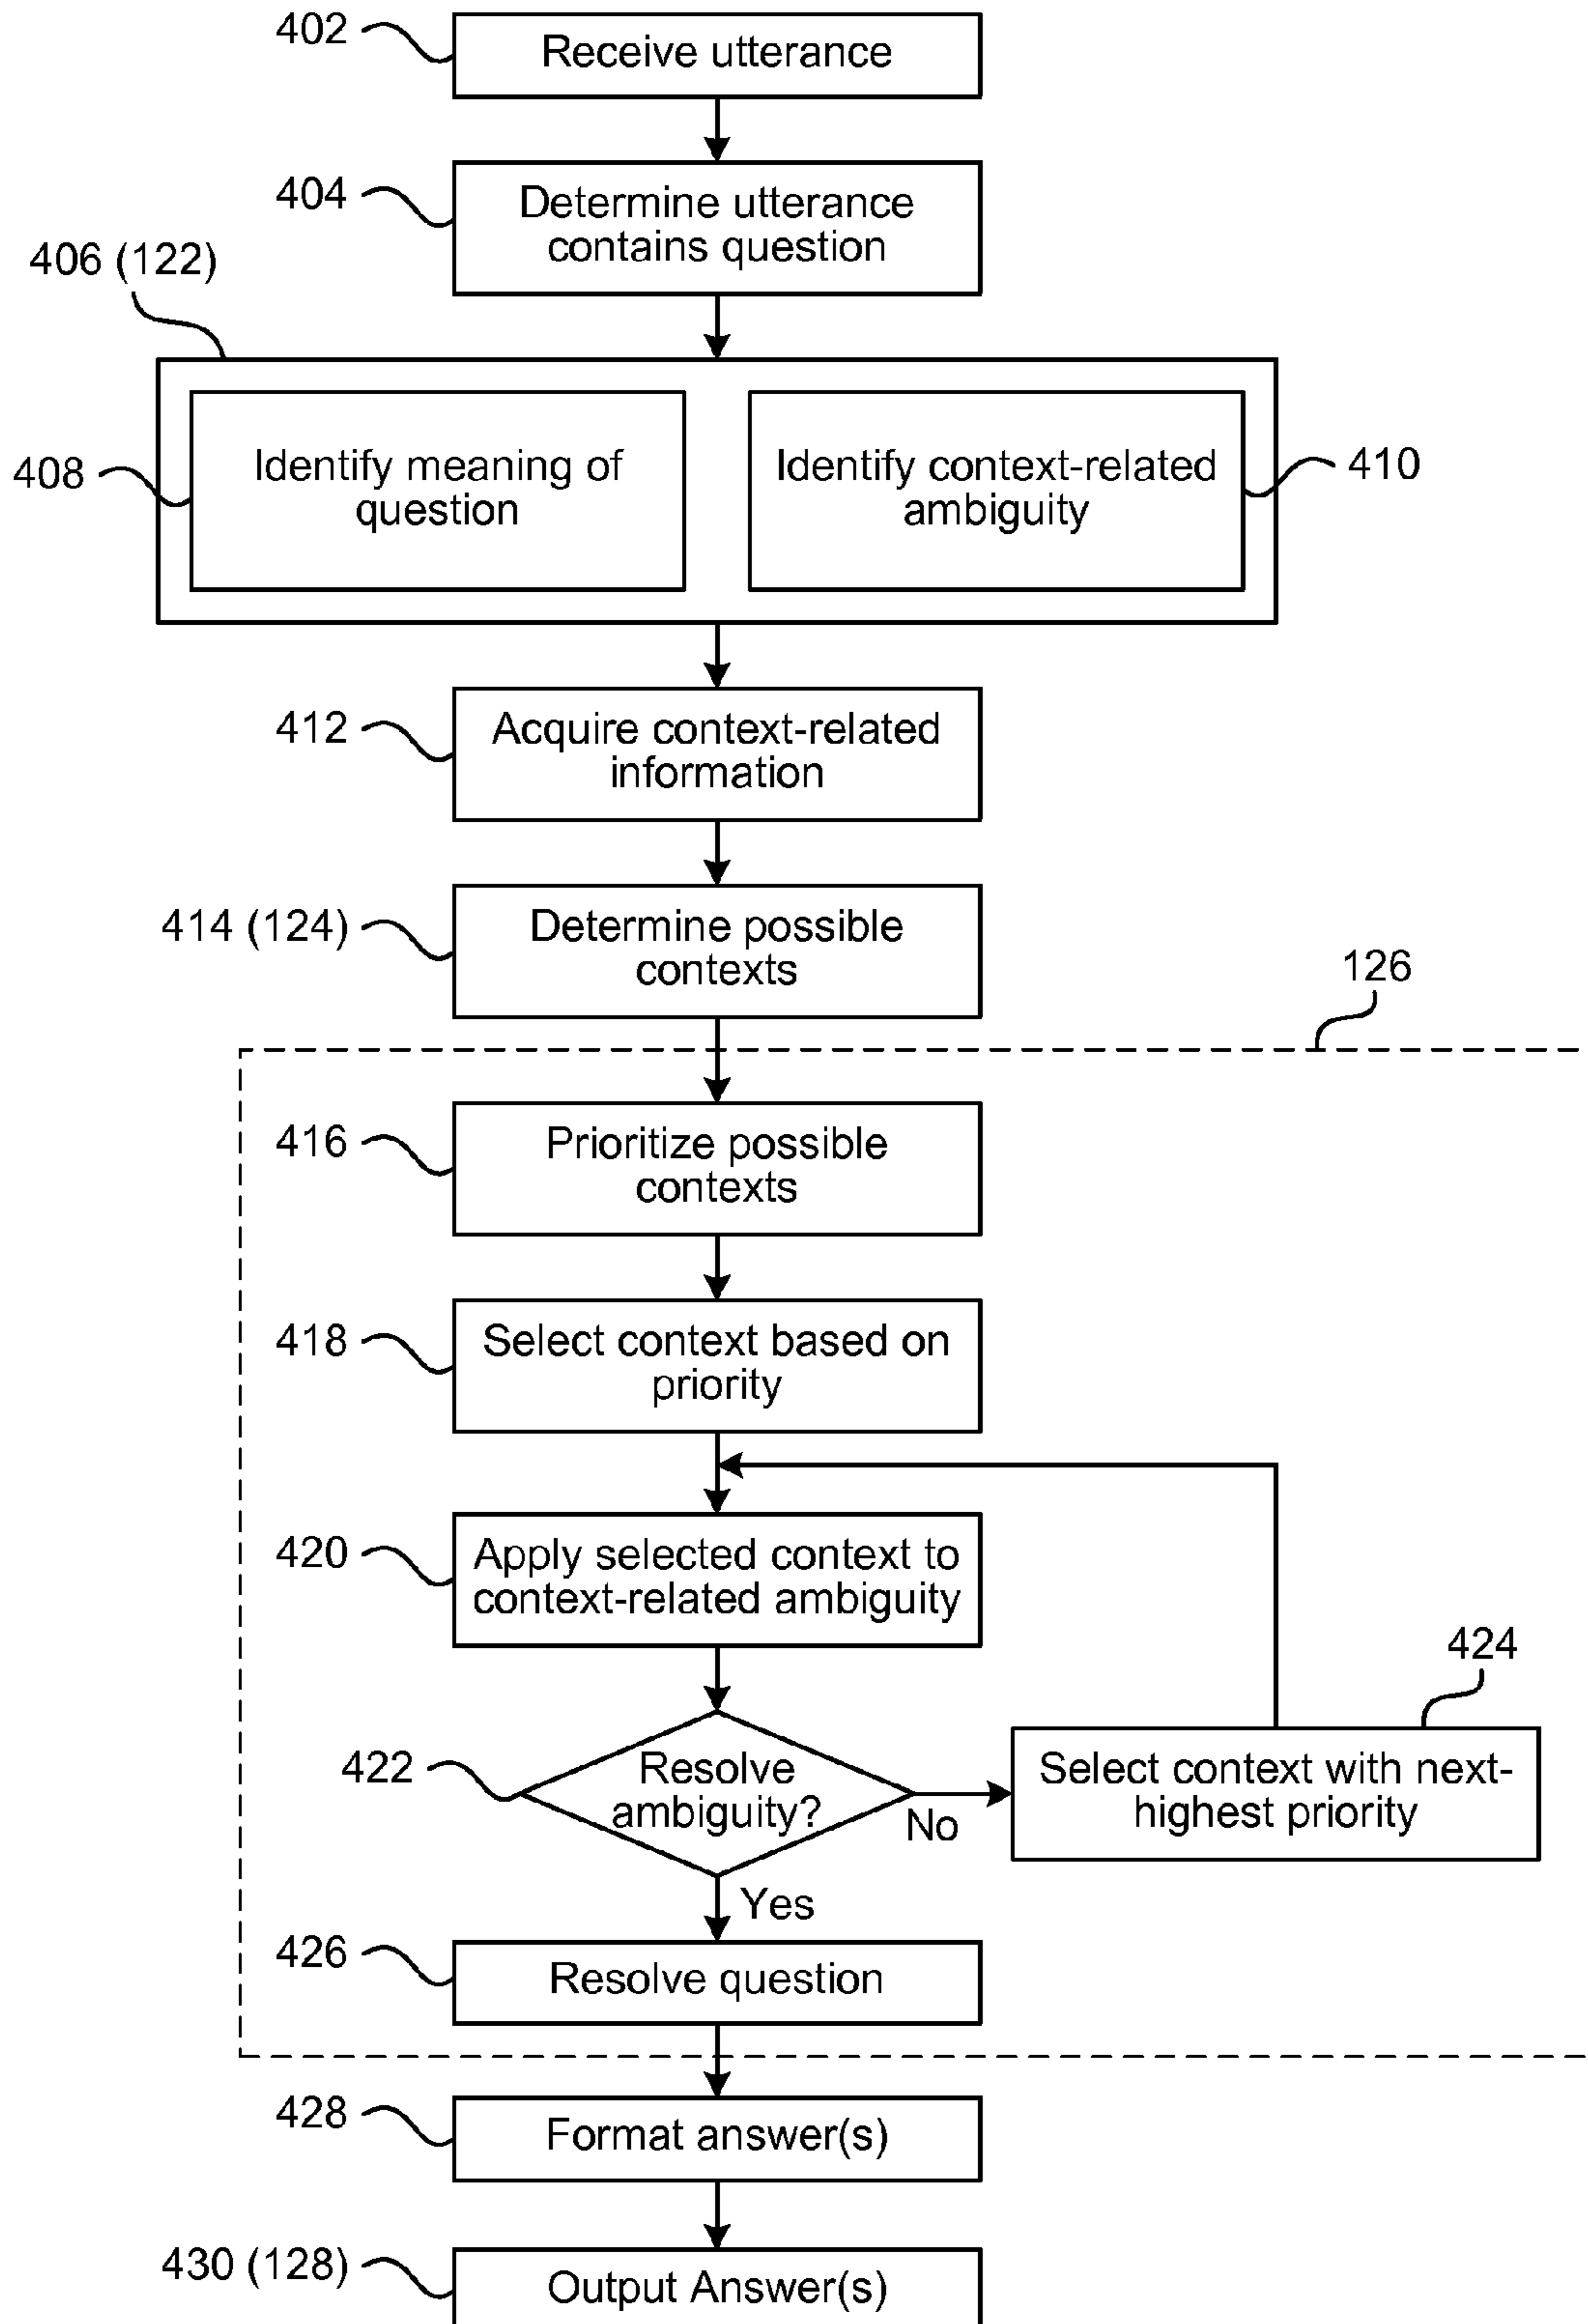 402
Receive utterance
404
Determine utterance
contains question
406 (122)
408
Identify meaning of
question
Identify context-related
ambiguity
410
412
Acquire context-related
information
414 (124)
Determine possible
contexts
126
416
Prioritize possible
contexts
418
Select context based on
priority
420
Apply selected context to
context-related ambiguity
424
422
Resolve
ambiguity?
No
Select context with next-
highest priority
Yes
426
Resolve question
428
Format answer(s)
430 (128)
Output Answer(s)